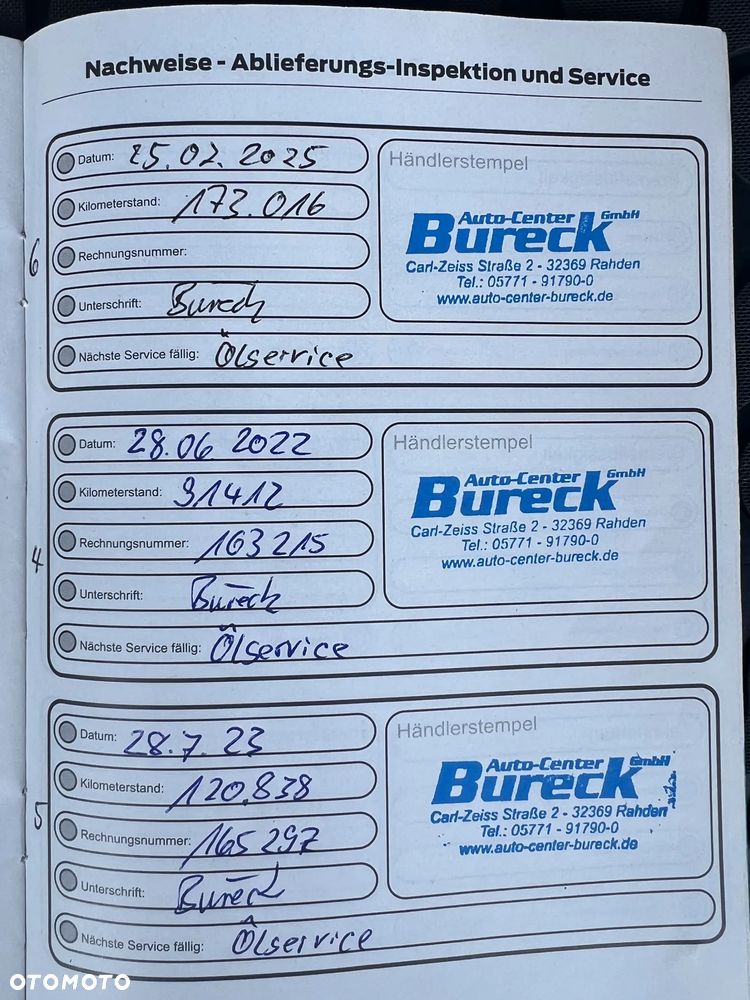 Nachweise - Ablieferungs-Inspektion und Service
6
Datum: 25.02.2025
Kilometerstand: 173.016
Rechnungsnummer:
Unterschrift: Bureck
Nächste Service fällig: Ölservice
Händlerstempel
Auto-Center GmbH
Bureck
Carl-Zeiss Straße 2 - 32369 Rahden
Tel.: 05771 - 91790-0
www.auto-center-bureck.de
4
Datum: 28.06 2022
Kilometerstand: 91412
Rechnungsnummer: 163215
Unterschrift: Bureck
Nächste Service fällig: Ölservice
Händlerstempel
Auto-Center GmbH
Bureck
Carl-Zeiss Straße 2 - 32369 Rahden
Tel.: 05771 - 91790-0
www.auto-center-bureck.de
5
Datum: 28.7.23
Kilometerstand: 120.838
Rechnungsnummer: 165297
Unterschrift: Bureck
Nächste Service fällig: Ölservice
Händlerstempel
Auto-Center GmbH
Bureck
Carl-Zeiss Straße 2 - 32369 Rahden
Tel.: 05771 - 91790-0
www.auto-center-bureck.de
OTOMOTO